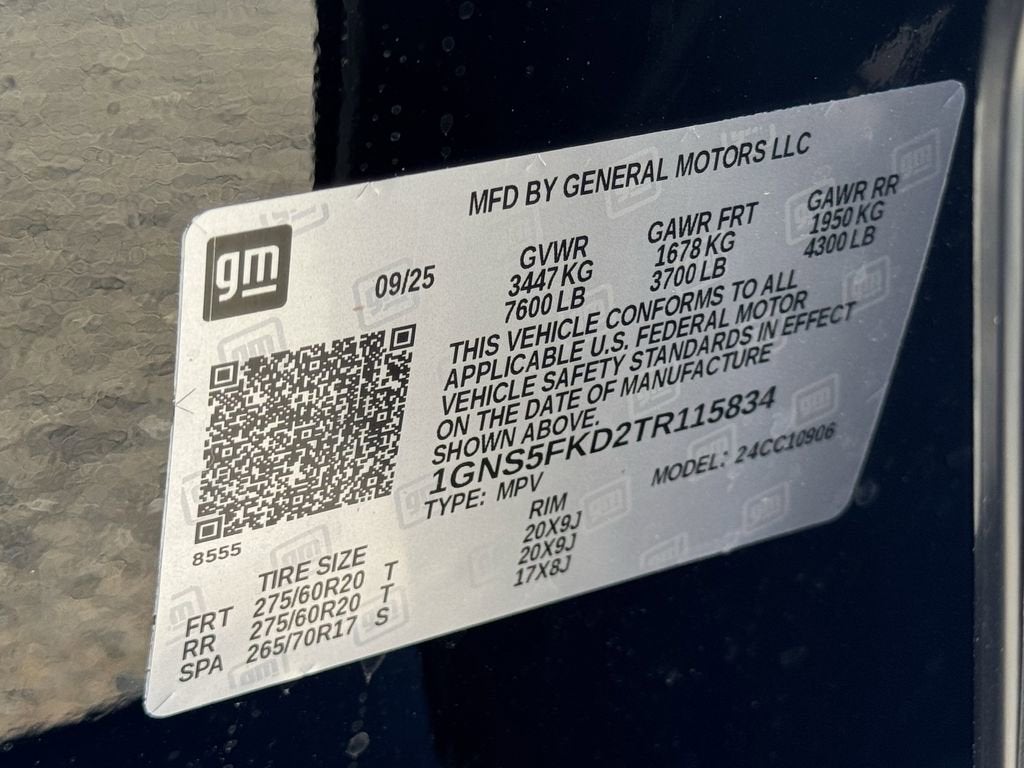 MFD BY GENERAL MOTORS LLC
gm
09/25
GVWR GAWR FRT GAWR RR
3447 KG 1678 KG 1950 KG
7600 LB 3700 LB 4300 LB
THIS VEHICLE CONFORMS TO ALL
APPLICABLE U.S. FEDERAL MOTOR
VEHICLE SAFETY STANDARDS IN EFFECT
ON THE DATE OF MANUFACTURE
SHOWN ABOVE.
1GNS5FKD2TR115834
TYPE: MPV MODEL: 24CC10906
8555
TIRE SIZE RIM
FRT 275/60R20 T 20X9J
RR 275/60R20 T 20X9J
SPA 265/70R17 S 17X8J